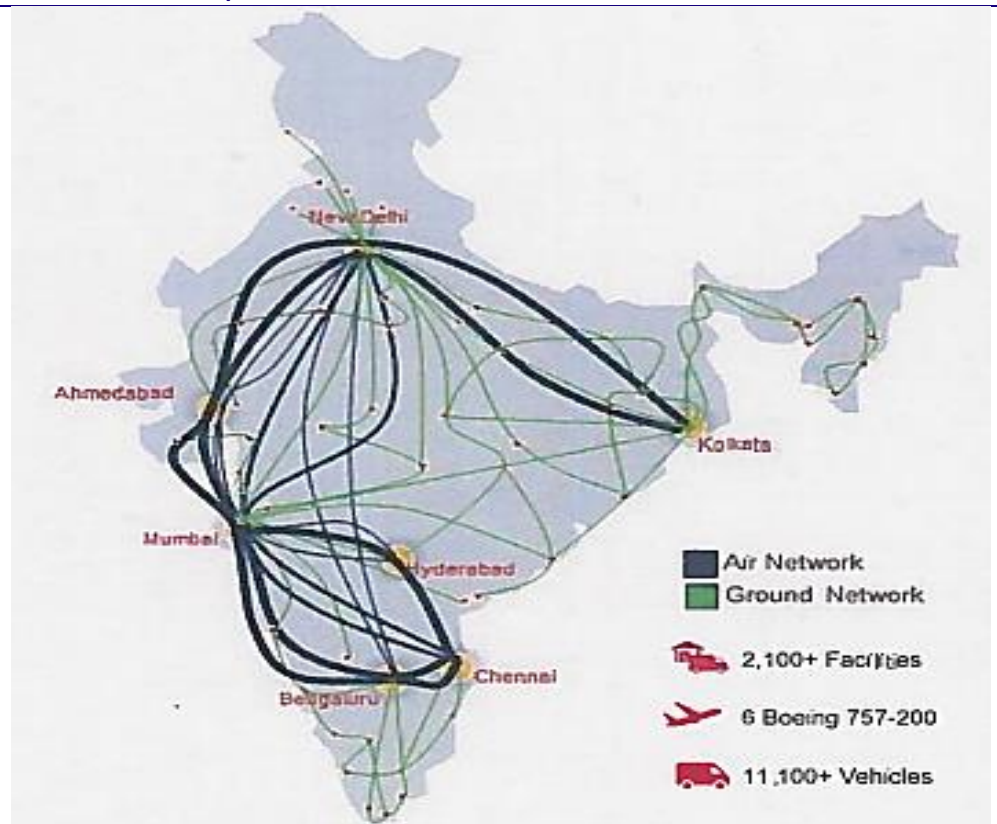 New Delhi
Ahmedabad
Kolkata
Mumbai
Hyderabad
Bengaluru
Chennai
Air Network
Ground Network
2,100+ Facilities
6 Boeing 757-200
11,100+ Vehicles